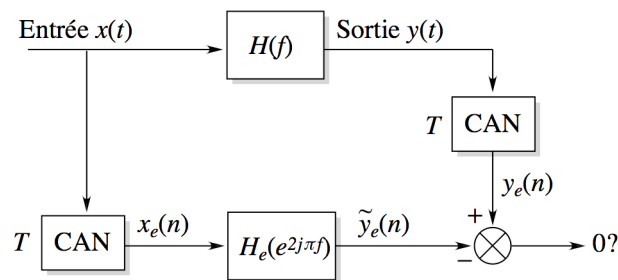 Entrée x(t)
H(f)
Sortie y(t)
T
CAN
y_e(n)
+
T
CAN
x_e(n)
H_e(e^{2jπf})
ỹ_e(n)
−
0?